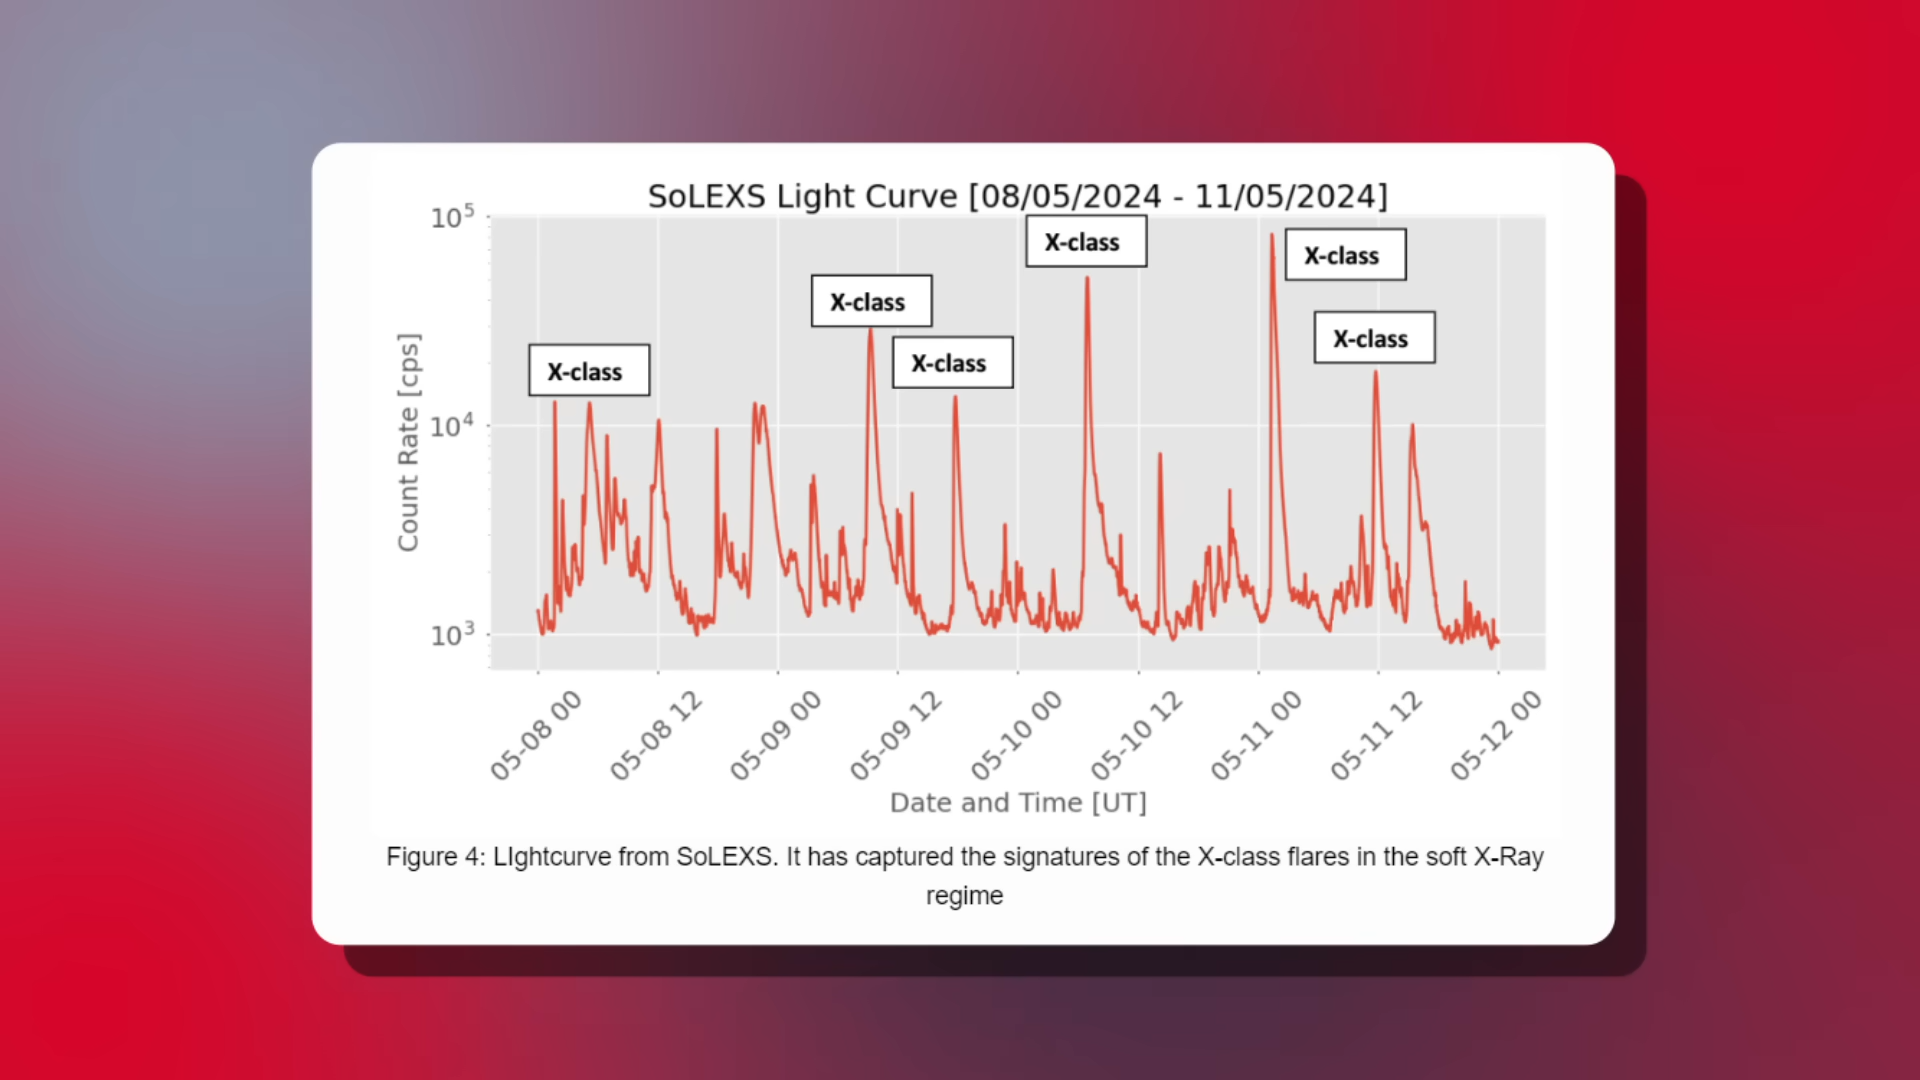 SoLEXS Light Curve [08/05/2024 - 11/05/2024]
10⁵
X-class
X-class
X-class
X-class
X-class
X-class
10⁴
Count Rate [cps]
10³
05-08 00
05-08 12
05-09 00
05-09 12
05-10 00
05-10 12
05-11 00
05-11 12
05-12 00
Date and Time [UT]
Figure 4: LIghtcurve from SoLEXS. It has captured the signatures of the X-class flares in the soft X-Ray
regime